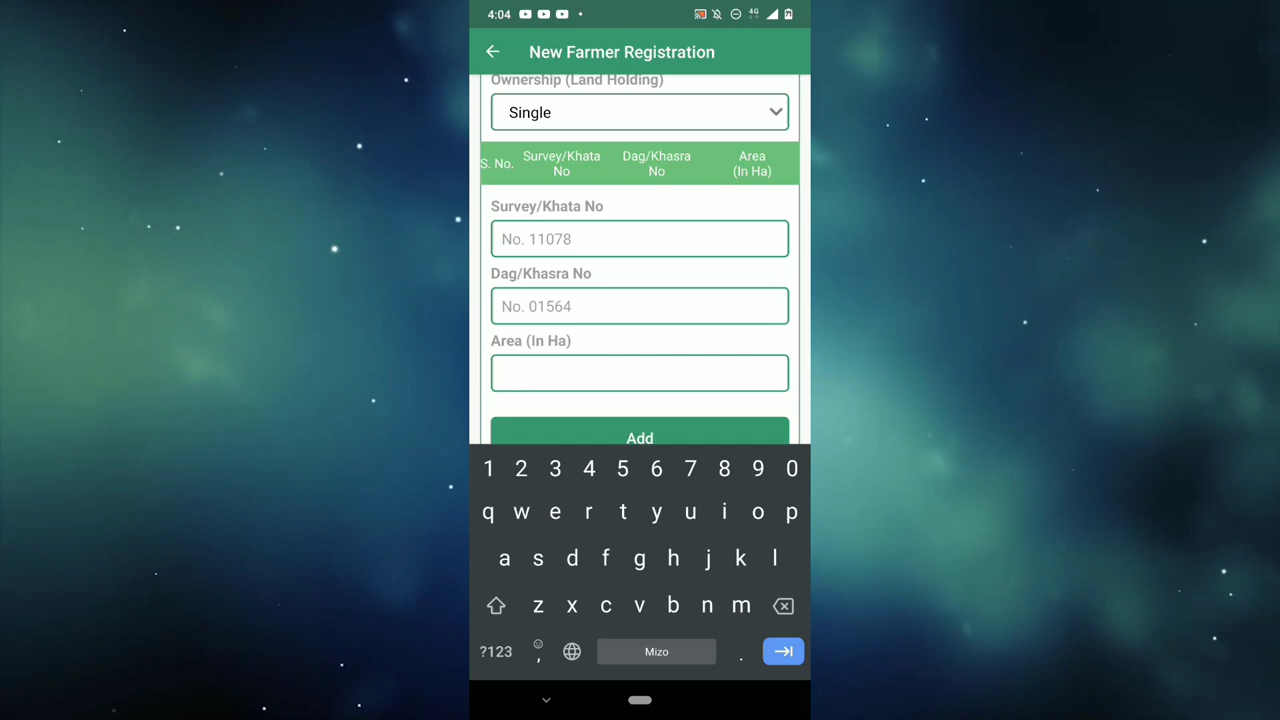 4:04 4G
New Farmer Registration
Ownership (Land Holding)
Single
S. No. Survey/Khata No Dag/Khasra No Area (In Ha)
Survey/Khata No
No. 11078
Dag/Khasra No
No. 01564
Area (In Ha)
Add
1 2 3 4 5 6 7 8 9 0
q w e r t y u i o p
a s d f g h j k l
z x c v b n m
?123 , Mizo .